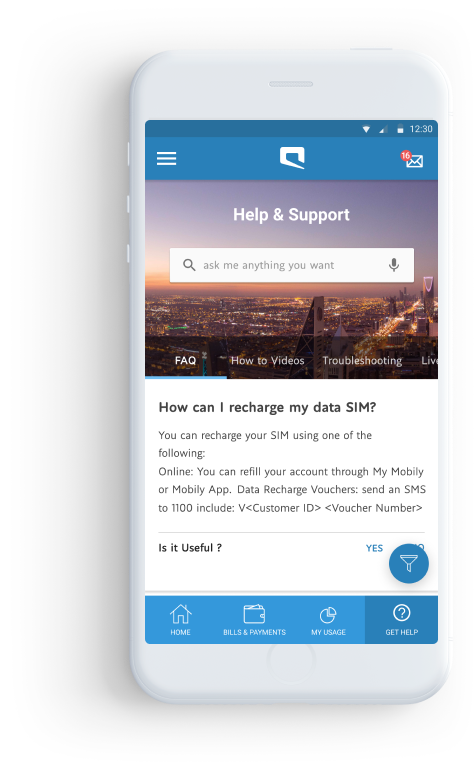 12:30
16
Help & Support
ask me anything you want
FAQ How to Videos Troubleshooting Live
How can I recharge my data SIM?
You can recharge your SIM using one of the
following:
Online: You can refill your account through My Mobily
or Mobily App. Data Recharge Vouchers: send an SMS
to 1100 include: V<Customer ID> <Voucher Number>
Is it Useful ? YES
HOME BILLS & PAYMENTS MY USAGE GET HELP